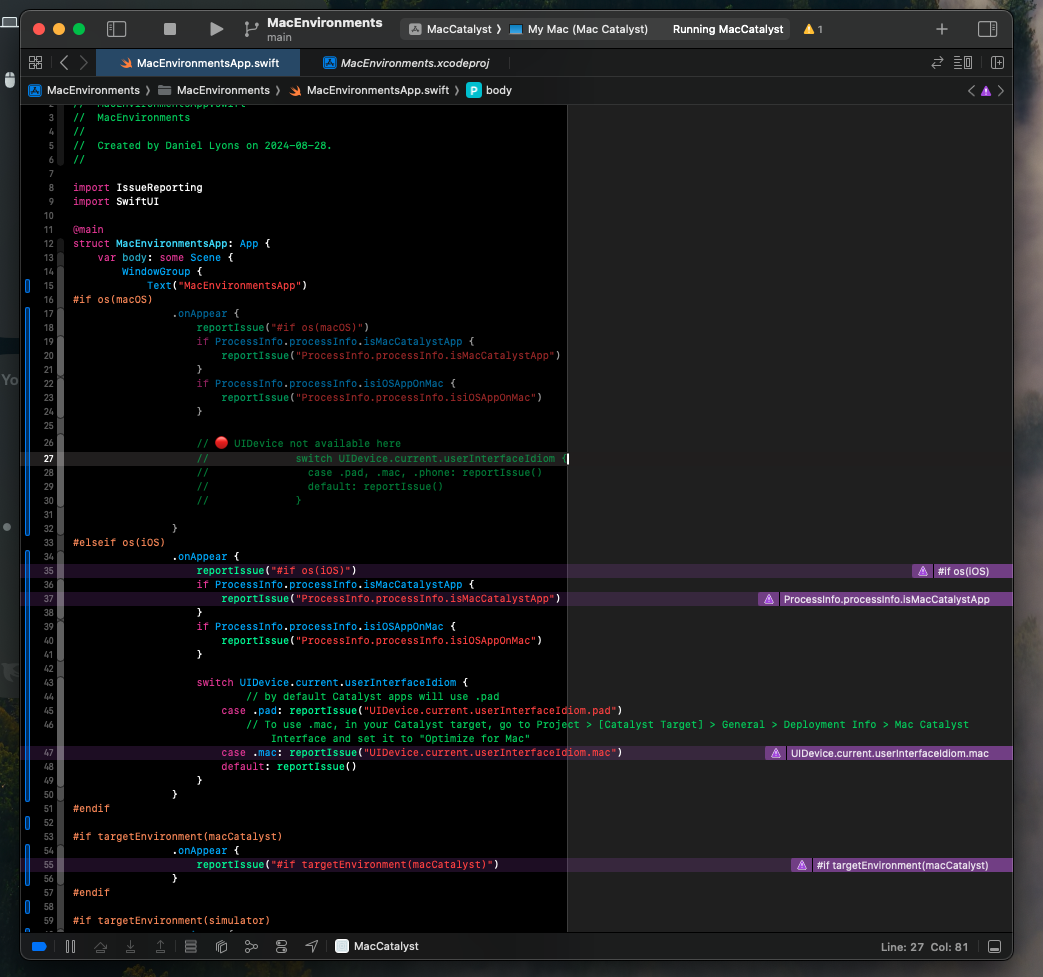 MacEnvironments
main
MacCatalyst 〉 My Mac (Mac Catalyst)
Running MacCatalyst
1
MacEnvironmentsApp.swift
MacEnvironments.xcodeproj
MacEnvironments 〉 MacEnvironments 〉 MacEnvironmentsApp.swift 〉 P body
2 //  MacEnvironmentsApp.swift
3 //  MacEnvironments
4 //
5 //  Created by Daniel Lyons on 2024-08-28.
6 //
7
8 import IssueReporting
9 import SwiftUI
10
11 @main
12 struct MacEnvironmentsApp: App {
13     var body: some Scene {
14         WindowGroup {
15             Text("MacEnvironmentsApp")
16 #if os(macOS)
17                 .onAppear {
18                     reportIssue("#if os(macOS)")
19                     if ProcessInfo.processInfo.isMacCatalystApp {
20                         reportIssue("ProcessInfo.processInfo.isMacCatalystApp")
21                     }
22                     if ProcessInfo.processInfo.isiOSAppOnMac {
23                         reportIssue("ProcessInfo.processInfo.isiOSAppOnMac")
24                     }
25
26                     // 🔴 UIDevice not available here
27                     //              switch UIDevice.current.userInterfaceIdiom {
28                     //                case .pad, .mac, .phone: reportIssue()
29                     //                default: reportIssue()
30                     //              }
31
32                 }
33 #elseif os(iOS)
34                 .onAppear {
35                     reportIssue("#if os(iOS)")
#if os(iOS)
36                     if ProcessInfo.processInfo.isMacCatalystApp {
37                         reportIssue("ProcessInfo.processInfo.isMacCatalystApp")
ProcessInfo.processInfo.isMacCatalystApp
38                     }
39                     if ProcessInfo.processInfo.isiOSAppOnMac {
40                         reportIssue("ProcessInfo.processInfo.isiOSAppOnMac")
41                     }
42
43                     switch UIDevice.current.userInterfaceIdiom {
44                             // by default Catalyst apps will use .pad
45                         case .pad: reportIssue("UIDevice.current.userInterfaceIdiom.pad")
46                             // To use .mac, in your Catalyst target, go to Project > [Catalyst Target] > General > Deployment Info > Mac Catalyst
Interface and set it to "Optimize for Mac"
47                         case .mac: reportIssue("UIDevice.current.userInterfaceIdiom.mac")
UIDevice.current.userInterfaceIdiom.mac
48                         default: reportIssue()
49                     }
50                 }
51 #endif
52
53 #if targetEnvironment(macCatalyst)
54                 .onAppear {
55                     reportIssue("#if targetEnvironment(macCatalyst)")
#if targetEnvironment(macCatalyst)
56                 }
57 #endif
58
59 #if targetEnvironment(simulator)
MacCatalyst
Line: 27 Col: 81
Yo